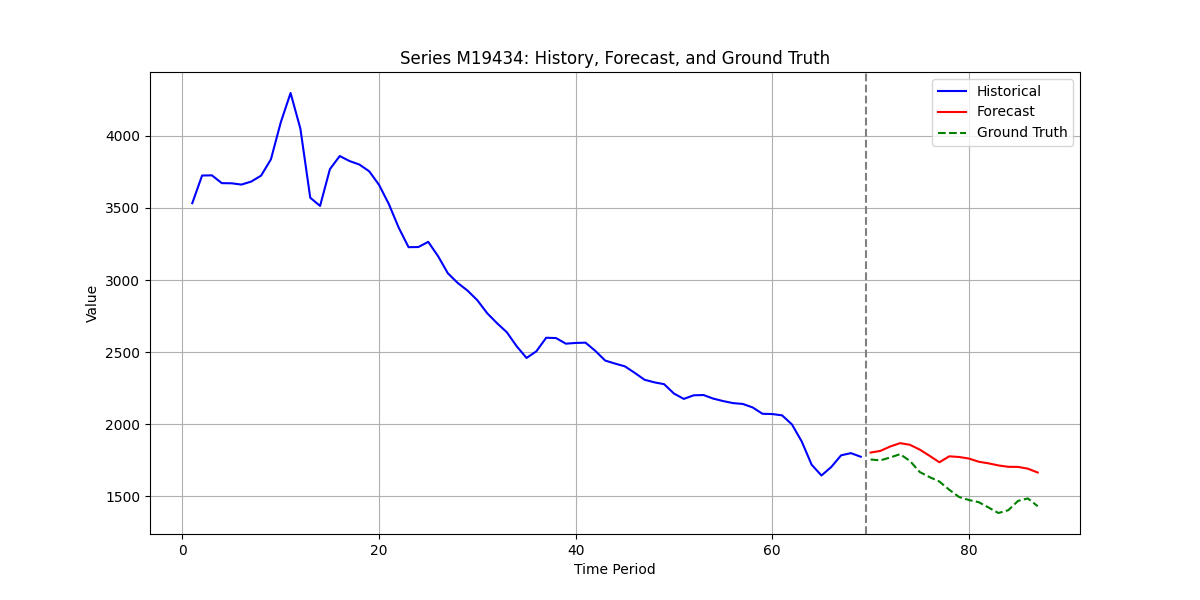 Series M19434: History, Forecast, and Ground Truth
Historical
Forecast
Ground Truth
Value
4000
3500
3000
2500
2000
1500
0 20 40 60 80
Time Period